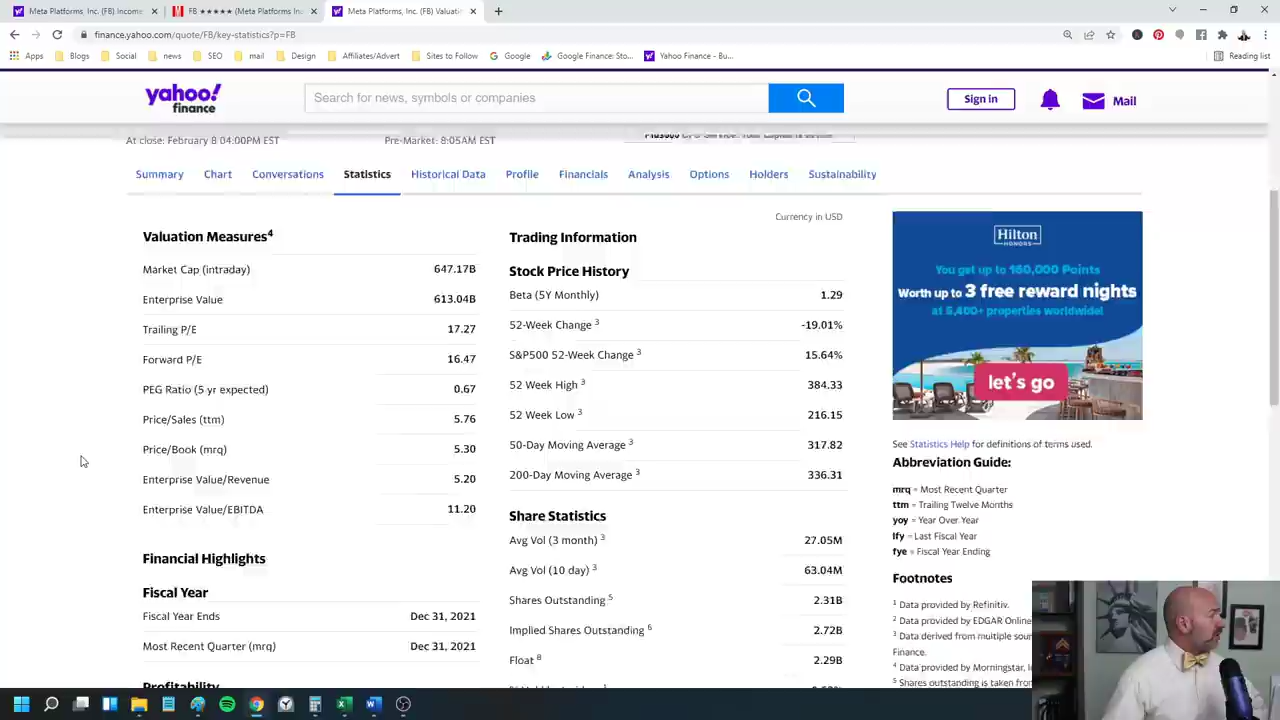 Meta Platforms, Inc. (FB) Income
FB ★★★★★ (Meta Platforms Inc
Meta Platforms, Inc. (FB) Valuati
finance.yahoo.com/quote/FB/key-statistics?p=FB
Apps
Blogs
Social
news
SEO
mail
Design
Affiliates/Advert
Sites to Follow
Google
Google Finance: Sto...
Yahoo Finance - Bu...
Reading list
yahoo!
finance
Search for news, symbols or companies
Sign in
Mail
At close: February 8 04:00PM EST
Pre-Market: 8:05AM EST
Summary
Chart
Conversations
Statistics
Historical Data
Profile
Financials
Analysis
Options
Holders
Sustainability
Currency in USD
Valuation Measures4
Market Cap (intraday) 647.17B
Enterprise Value 613.04B
Trailing P/E 17.27
Forward P/E 16.47
PEG Ratio (5 yr expected) 0.67
Price/Sales (ttm) 5.76
Price/Book (mrq) 5.30
Enterprise Value/Revenue 5.20
Enterprise Value/EBITDA 11.20
Financial Highlights
Fiscal Year
Fiscal Year Ends Dec 31, 2021
Most Recent Quarter (mrq) Dec 31, 2021
Profitability
Trading Information
Stock Price History
Beta (5Y Monthly) 1.29
52-Week Change 3 -19.01%
S&P500 52-Week Change 3 15.64%
52 Week High 3 384.33
52 Week Low 3 216.15
50-Day Moving Average 3 317.82
200-Day Moving Average 3 336.31
Share Statistics
Avg Vol (3 month) 3 27.05M
Avg Vol (10 day) 3 63.04M
Shares Outstanding 5 2.31B
Implied Shares Outstanding 6 2.72B
Float 8 2.29B
Hilton
HONORS
You get up to 160,000 Points
Worth up to 3 free reward nights
at 5,400+ properties worldwide!
let's go
See Statistics Help for definitions of terms used.
Abbreviation Guide:
mrq = Most Recent Quarter
ttm = Trailing Twelve Months
yoy = Year Over Year
lfy = Last Fiscal Year
fye = Fiscal Year Ending
Footnotes
1 Data provided by Refinitiv.
2 Data provided by EDGAR Online
3 Data derived from multiple sour
Finance.
4 Data provided by Morningstar, I
5 Shares outstanding is taken from